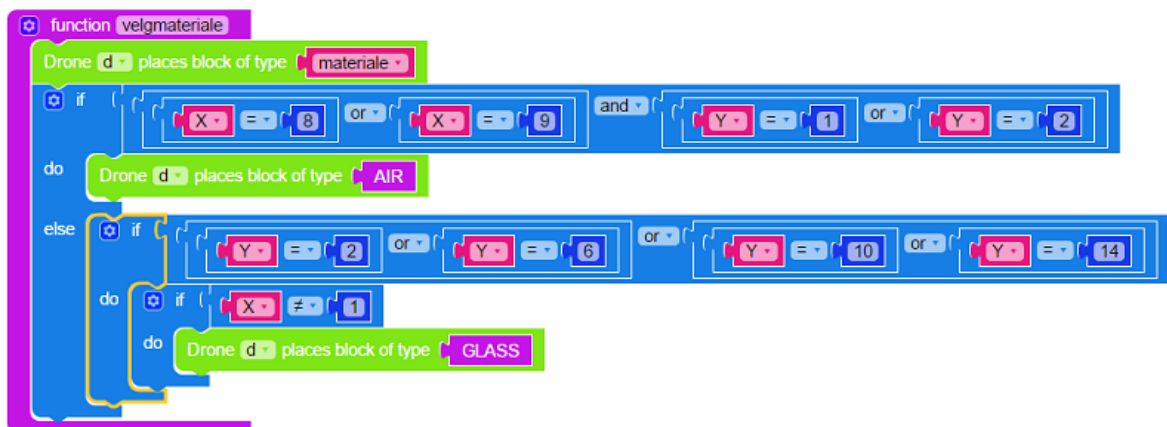 function velgmateriale
Drone d places block of type materiale
if X = 8 or X = 9 and Y = 1 or Y = 2
do Drone d places block of type AIR
else if Y = 2 or Y = 6 or Y = 10 or Y = 14
do if X ≠ 1
do Drone d places block of type GLASS